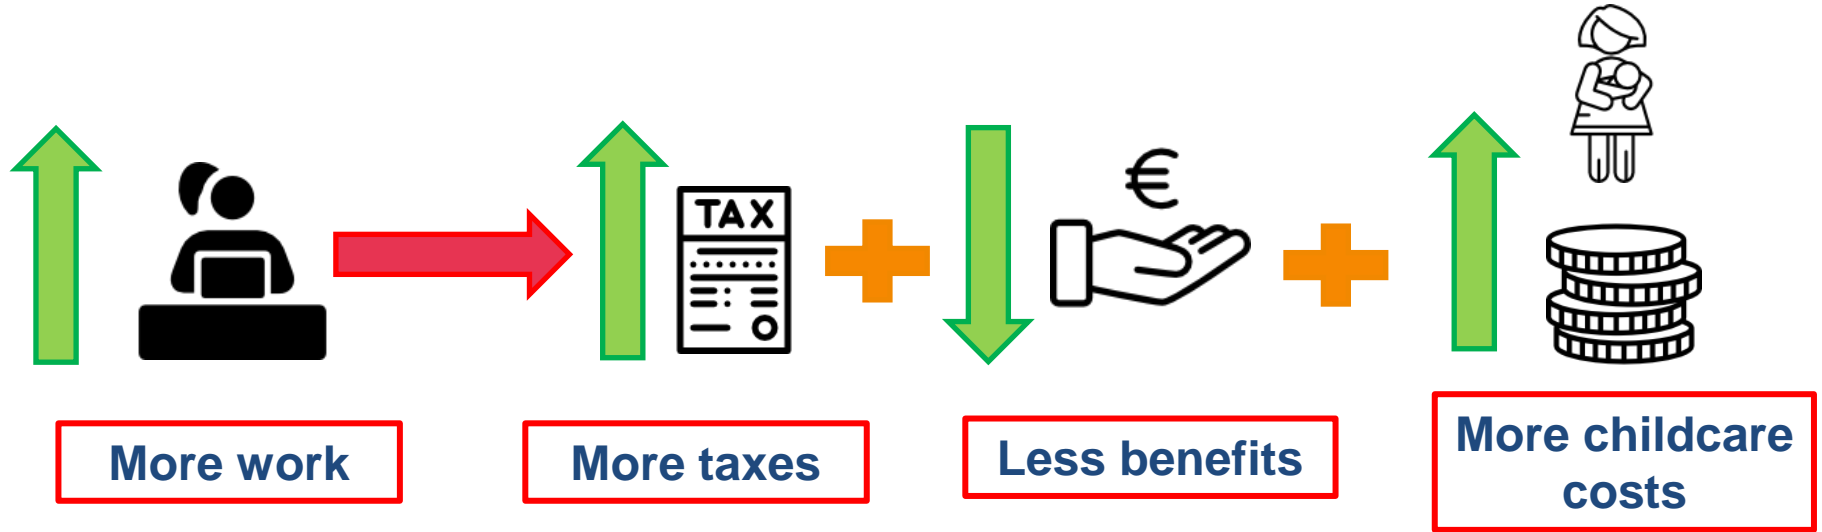 TAX
€
More work
More taxes
Less benefits
More childcare
costs